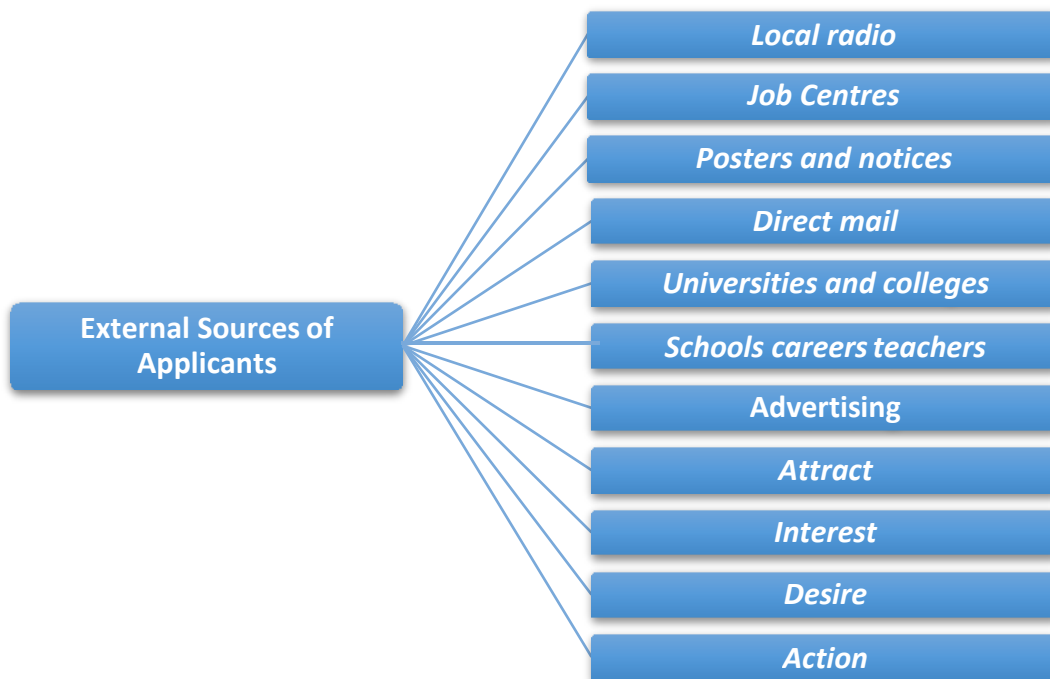 External Sources of
Applicants
Local radio
Job Centres
Posters and notices
Direct mail
Universities and colleges
Schools careers teachers
Advertising
Attract
Interest
Desire
Action